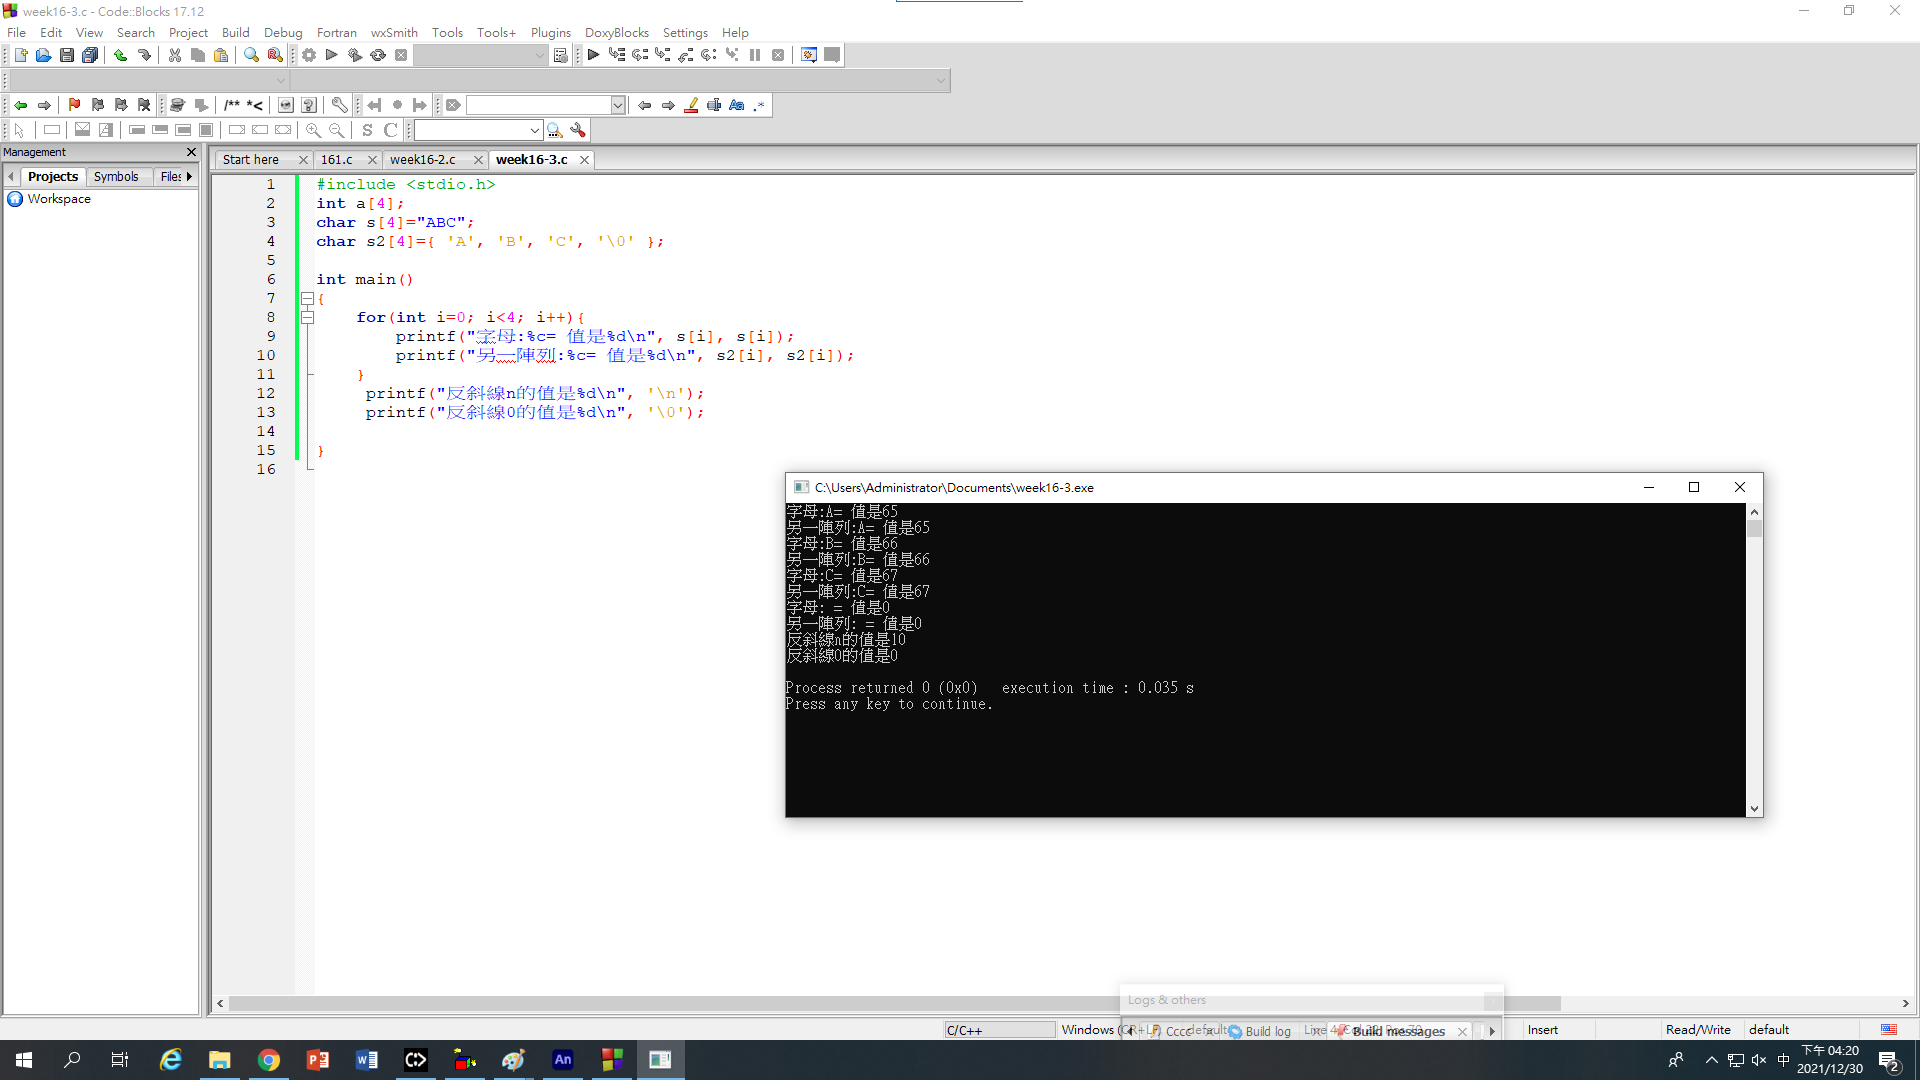 week16-3.c - Code::Blocks 17.12
File Edit View Search Project Build Debug Fortran wxSmith Tools Tools+ Plugins DoxyBlocks Settings Help
/** *<
S C
Management
Start here 161.c week16-2.c week16-3.c
Projects Symbols Files
Workspace
1 #include <stdio.h>
2 int a[4];
3 char s[4]="ABC";
4 char s2[4]={ 'A', 'B', 'C', '\0' };
5
6 int main()
7 {
8 for(int i=0; i<4; i++){
9 printf("字母:%c= 值是%d\n", s[i], s[i]);
10 printf("另一陣列:%c= 值是%d\n", s2[i], s2[i]);
11 }
12 printf("反斜線n的值是%d\n", '\n');
13 printf("反斜線0的值是%d\n", '\0');
14
15 }
16
C:\Users\Administrator\Documents\week16-3.exe
字母:A= 值是65
另一陣列:A= 值是65
字母:B= 值是66
另一陣列:B= 值是66
字母:C= 值是67
另一陣列:C= 值是67
字母: = 值是0
另一陣列: = 值是0
反斜線n的值是10
反斜線0的值是0
Process returned 0 (0x0) execution time : 0.035 s
Press any key to continue.
Logs & others
Cccc Build log Build messages
C/C++ Windows (CR+LF) default Insert Read/Write default
中
下午 04:20
2021/12/30
2